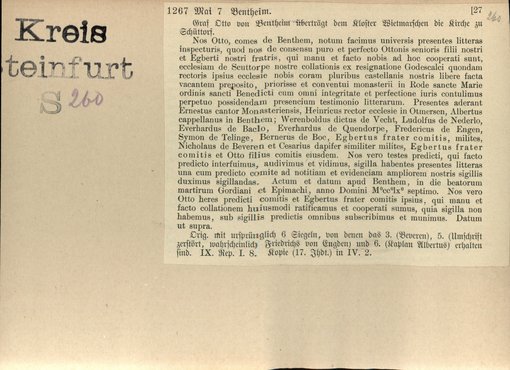 Kreis
Steinfurt
S 260
1267 Mai 7 Bentheim. [27
260
Graf Otto von Bentheim überträgt dem Kloster Wietmarschen die Kirche zu
Schüttorf.
Nos Otto, comes de Benthem, notum facimus universis presentes litteras
inspecturis, quod nos de consensu puro et perfecto Ottonis senioris filii nostri
et Egberti nostri fratris, qui manu et facto nobis ad hoc cooperati sunt,
ecclesiam de Scuttorpe nostre collationis ex resignatione Godescalci quondam
rectoris ipsius ecclesie nobis coram pluribus castellanis nostris libere facta
vacantem preposito, priorisse et conventui monasterii in Rode sancte Marie
ordinis sancti Benedicti cum omni integritate et perfectione iuris contulimus
perpetuo possidendam presencium testimonio litterarum. Presentes aderant
Ernestus cantor Monasteriensis, Heinricus rector ecclesie in Otmersen, Albertus
cappellanus in Benthem; Werenboldus dictus de Vecht, Ludolfus de Nederlo,
Everhardus de Baclo, Everhardus de Quendorpe, Fredericus de Engen,
Symon de Telinge, Bernerus de Boc, Egbertus frater comitis, milites,
Nicholaus de Beveren et Cesarius dapifer similiter milites, Egbertus frater
comitis et Otto filius comitis eiusdem. Nos vero testes predicti, qui facto
predicto interfuimus, audivimus et vidimus, sigilla habentes presentes litteras
una cum predicto comite ad notitiam et evidenciam ampliorem nostris sigillis
duximus sigillandas. Actum et datum apud Benthem, in die beatorum
martirum Gordiani et Epimachi, anno Domini M°cc°lx° septimo. Nos vero
Otto heres predicti comitis et Egbertus frater comitis ipsius, qui manu et
facto collationem huiusmodi ratificamus et cooperati sumus, quia sigilla non
habemus, sub sigillis predictis omnibus subscribimus et munimus. Datum
ut supra.
Orig. mit ursprünglich 6 Siegeln, von denen das 3. (Beveren), 5. (Umschrift
zerstört, wahrscheinlich Friedrichs von Engden) und 6. (Kaplan Albertus) erhalten
sind. IX. Rep. I. 8. Kopie (17. Jhdt.) in IV. 2.